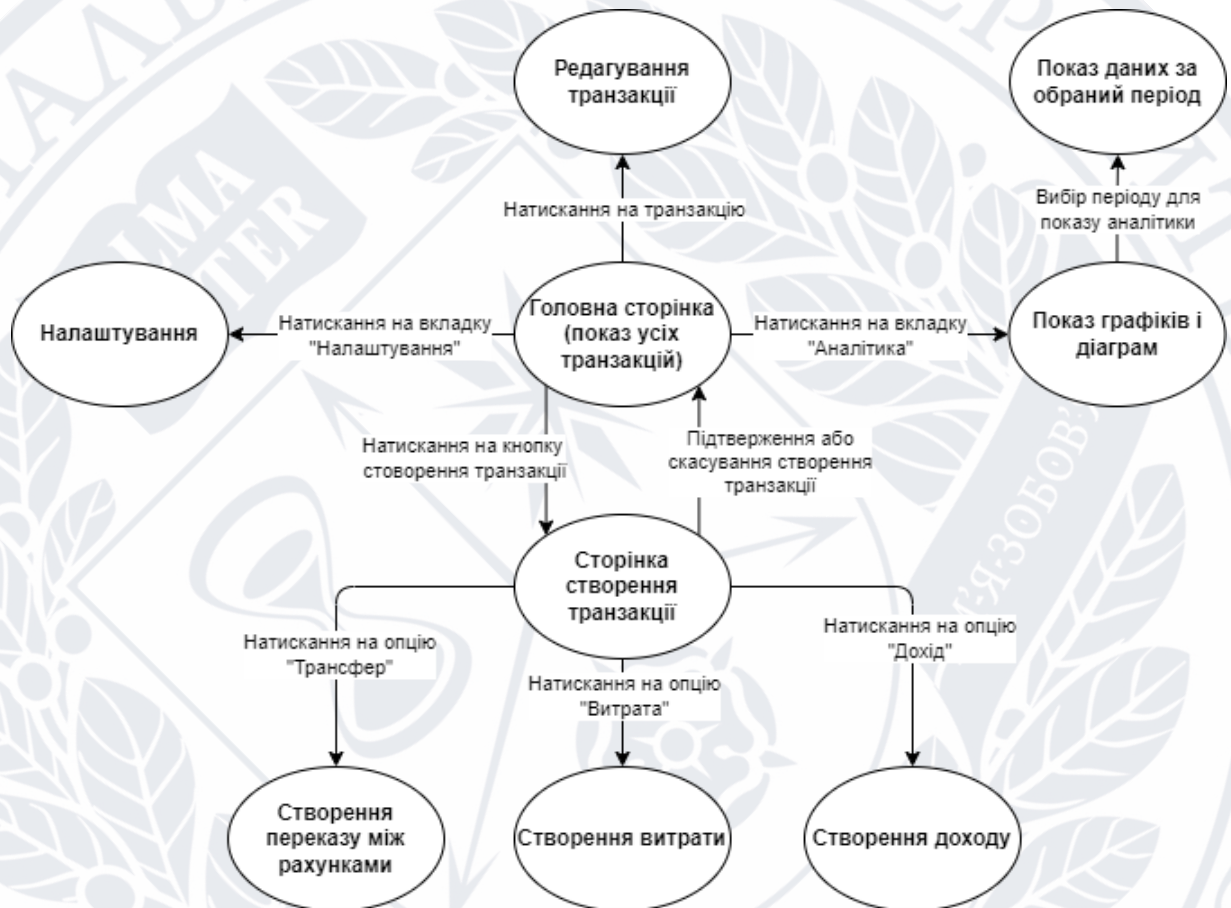 Редагування
транзакції
Показ даних за
обраний період
Натискання на транзакцію
Вибір періоду для
показу аналітики
Налаштування
Натискання на вкладку
"Налаштування"
Головна сторінка
(показ усіх
транзакцій)
Натискання на вкладку
"Аналітика"
Показ графіків і
діаграм
Натискання на кнопку
стоворення транзакції
Підтверження або
скасування створення
транзакції
Сторінка
створення
транзакції
Натискання на опцію
"Трансфер"
Натискання на опцію
"Витрата"
Натискання на опцію
"Дохід"
Створення
переказу між
рахунками
Створення витрати
Створення доходу